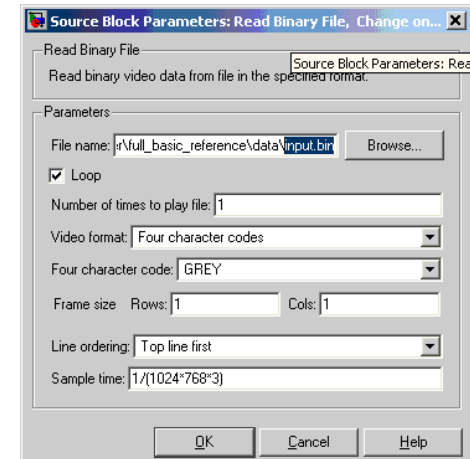 Source Block Parameters: Read Binary File, Change on...
Read Binary File
Source Block Parameters: Rea
Read binary video data from file in the specified format.
Parameters
File name: r\full_basic_reference\data\input.bin Browse...
Loop
Number of times to play file: 1
Video format: Four character codes
Four character code: GREY
Frame size Rows: 1 Cols: 1
Line ordering: Top line first
Sample time: 1/(1024*768*3)
OK Cancel Help